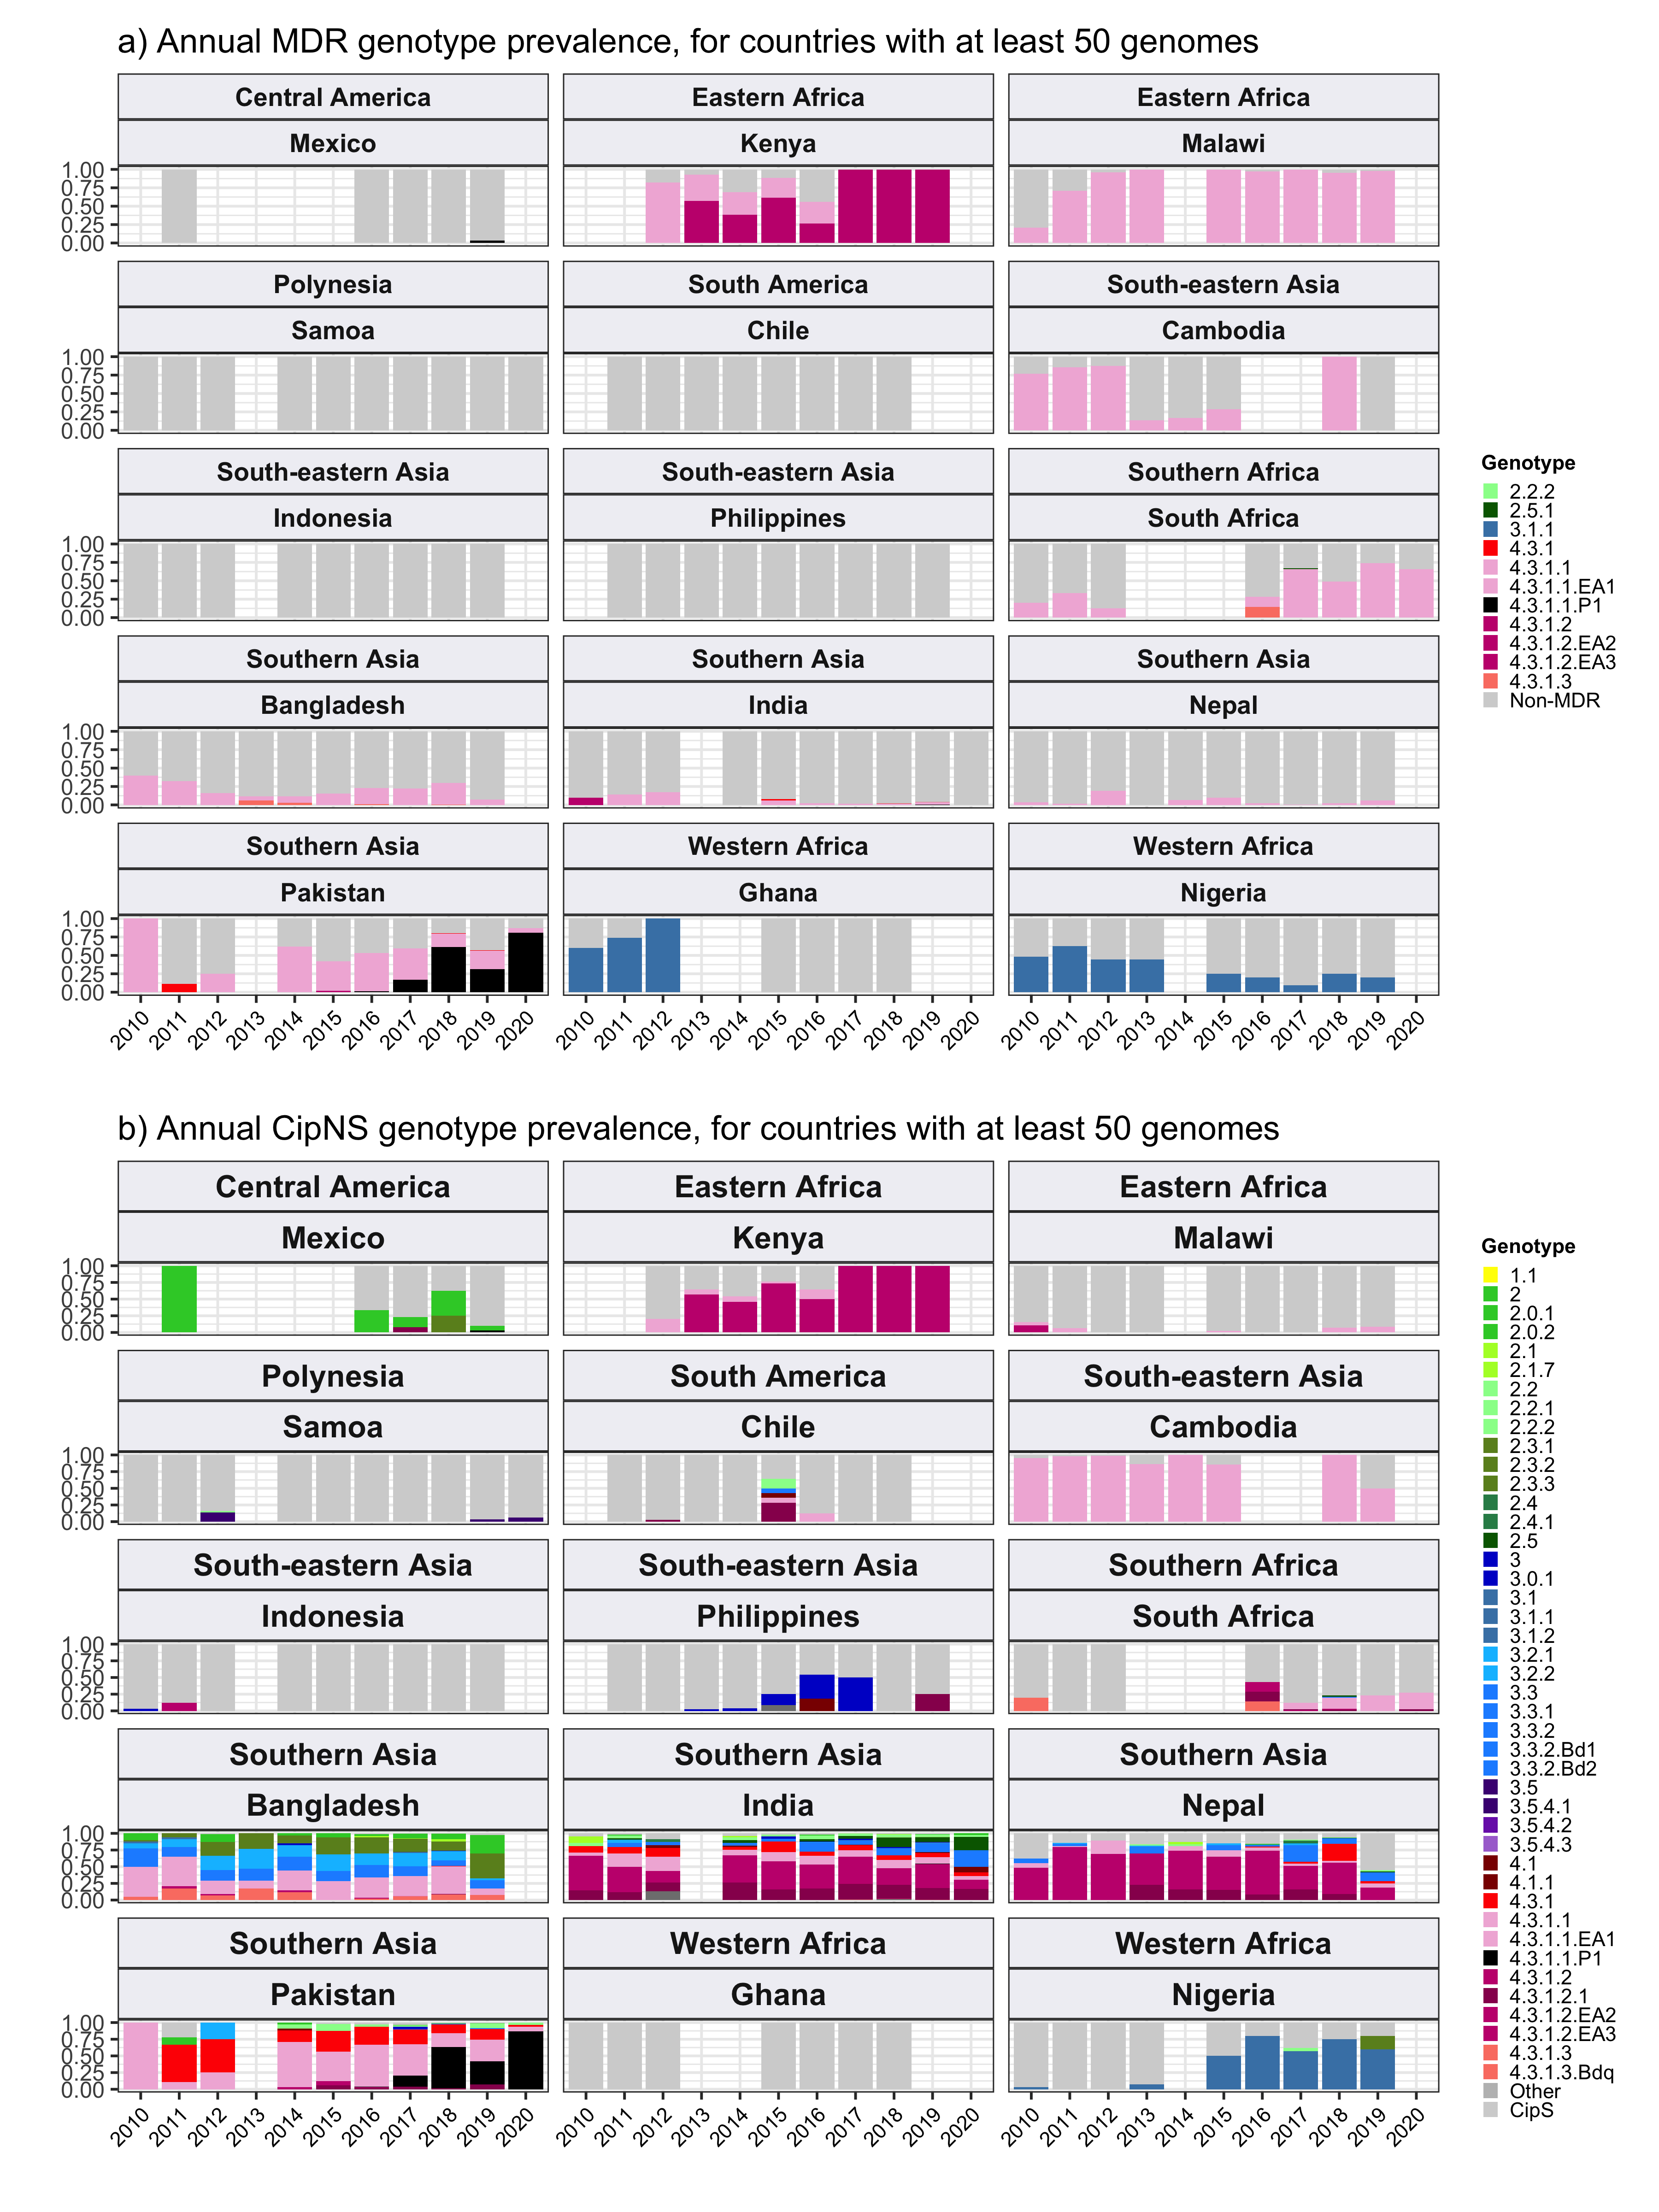 a) Annual MDR genotype prevalence, for countries with at least 50 genomes
Central America
Eastern Africa
Eastern Africa
Mexico
Kenya
Malawi
1.00
0.75
0.50
0.25
0.00
Polynesia
South America
South-eastern Asia
Samoa
Chile
Cambodia
1.00
0.75
0.50
0.25
0.00
South-eastern Asia
South-eastern Asia
Southern Africa
Indonesia
Philippines
South Africa
1.00
0.75
0.50
0.25
0.00
Southern Asia
Southern Asia
Southern Asia
Bangladesh
India
Nepal
1.00
0.75
0.50
0.25
0.00
Southern Asia
Western Africa
Western Africa
Pakistan
Ghana
Nigeria
1.00
0.75
0.50
0.25
0.00
2010 2011 2012 2013 2014 2015 2016 2017 2018 2019 2020
2010 2011 2012 2013 2014 2015 2016 2017 2018 2019 2020
2010 2011 2012 2013 2014 2015 2016 2017 2018 2019 2020
Genotype
2.2.2
2.5.1
3.1.1
4.3.1
4.3.1.1
4.3.1.1.EA1
4.3.1.1.P1
4.3.1.2
4.3.1.2.EA2
4.3.1.2.EA3
4.3.1.3
Non-MDR
b) Annual CipNS genotype prevalence, for countries with at least 50 genomes
Central America
Eastern Africa
Eastern Africa
Mexico
Kenya
Malawi
1.00
0.75
0.50
0.25
0.00
Polynesia
South America
South-eastern Asia
Samoa
Chile
Cambodia
1.00
0.75
0.50
0.25
0.00
South-eastern Asia
South-eastern Asia
Southern Africa
Indonesia
Philippines
South Africa
1.00
0.75
0.50
0.25
0.00
Southern Asia
Southern Asia
Southern Asia
Bangladesh
India
Nepal
1.00
0.75
0.50
0.25
0.00
Southern Asia
Western Africa
Western Africa
Pakistan
Ghana
Nigeria
1.00
0.75
0.50
0.25
0.00
2010 2011 2012 2013 2014 2015 2016 2017 2018 2019 2020
2010 2011 2012 2013 2014 2015 2016 2017 2018 2019 2020
2010 2011 2012 2013 2014 2015 2016 2017 2018 2019 2020
Genotype
1.1
2
2.0.1
2.0.2
2.1
2.1.7
2.2
2.2.1
2.2.2
2.3.1
2.3.2
2.3.3
2.4
2.4.1
2.5
3
3.0.1
3.1
3.1.1
3.1.2
3.2.1
3.2.2
3.3
3.3.1
3.3.2
3.3.2.Bd1
3.3.2.Bd2
3.5
3.5.4.1
3.5.4.2
3.5.4.3
4.1
4.1.1
4.3.1
4.3.1.1
4.3.1.1.EA1
4.3.1.1.P1
4.3.1.2
4.3.1.2.1
4.3.1.2.EA2
4.3.1.2.EA3
4.3.1.3
4.3.1.3.Bdq
Other
CipS